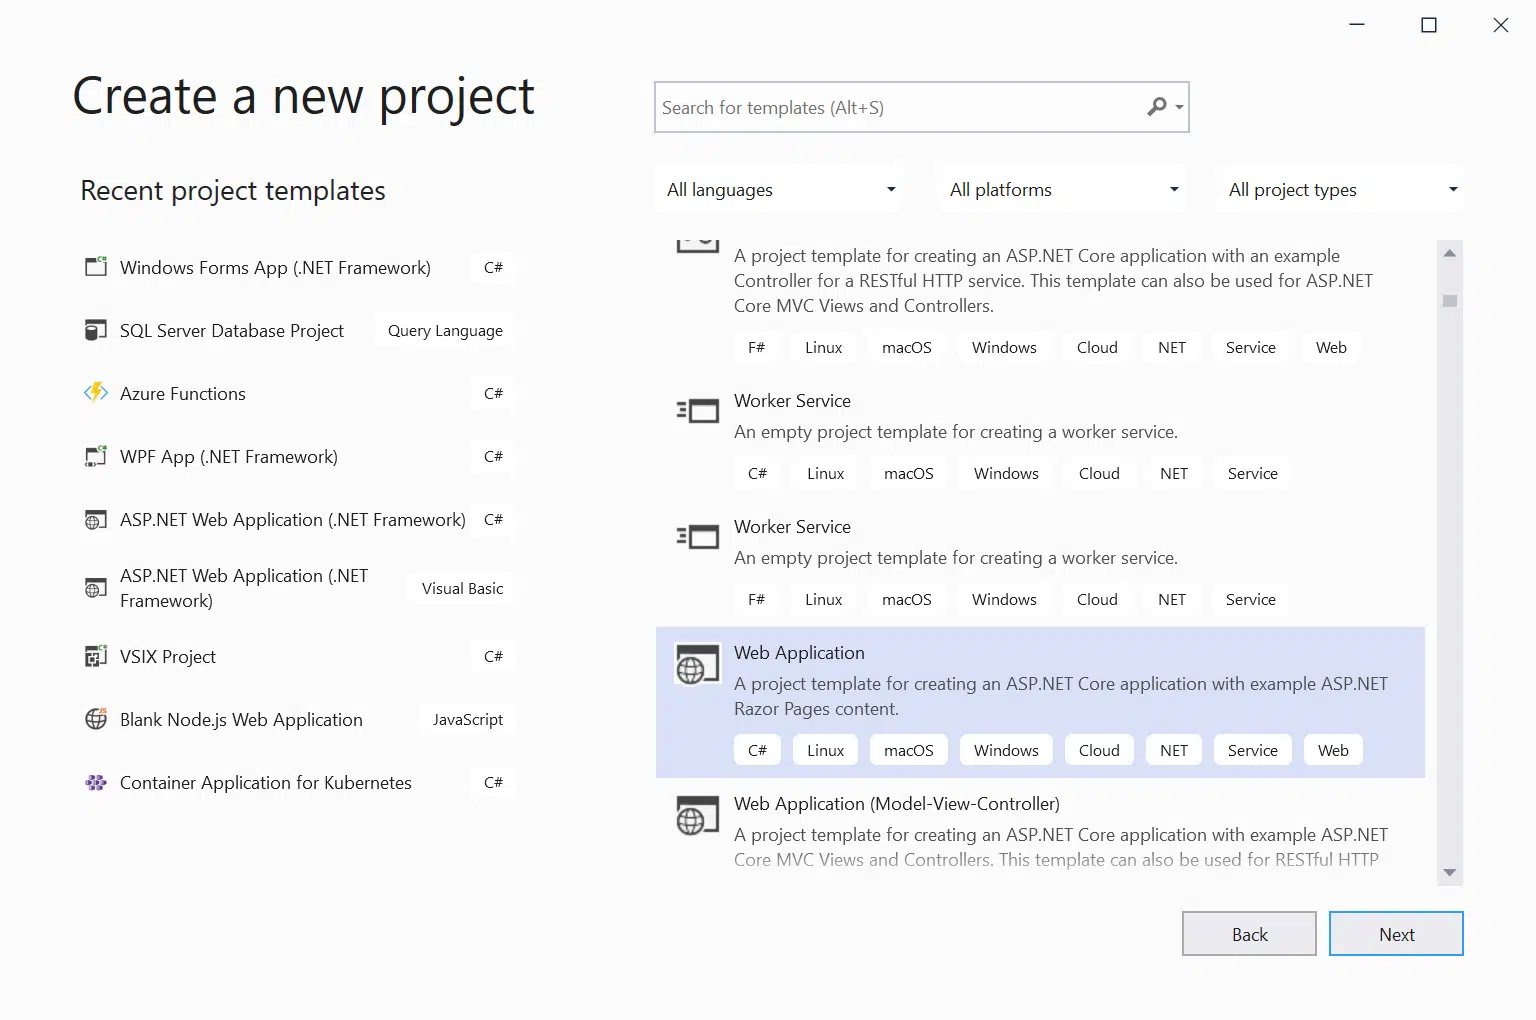 Create a new project
Search for templates (Alt+S)
Recent project templates
All languages
All platforms
All project types
Windows Forms App (.NET Framework) C#
SQL Server Database Project Query Language
Azure Functions C#
WPF App (.NET Framework) C#
ASP.NET Web Application (.NET Framework) C#
ASP.NET Web Application (.NET
Framework)
Visual Basic
VSIX Project C#
Blank Node.js Web Application JavaScript
Container Application for Kubernetes C#
A project template for creating an ASP.NET Core application with an example
Controller for a RESTful HTTP service. This template can also be used for ASP.NET
Core MVC Views and Controllers.
F# Linux macOS Windows Cloud NET Service Web
Worker Service
An empty project template for creating a worker service.
C# Linux macOS Windows Cloud NET Service
Worker Service
An empty project template for creating a worker service.
F# Linux macOS Windows Cloud NET Service
Web Application
A project template for creating an ASP.NET Core application with example ASP.NET
Razor Pages content.
C# Linux macOS Windows Cloud NET Service Web
Web Application (Model-View-Controller)
A project template for creating an ASP.NET Core application with example ASP.NET
Core MVC Views and Controllers. This template can also be used for RESTful HTTP
Back
Next